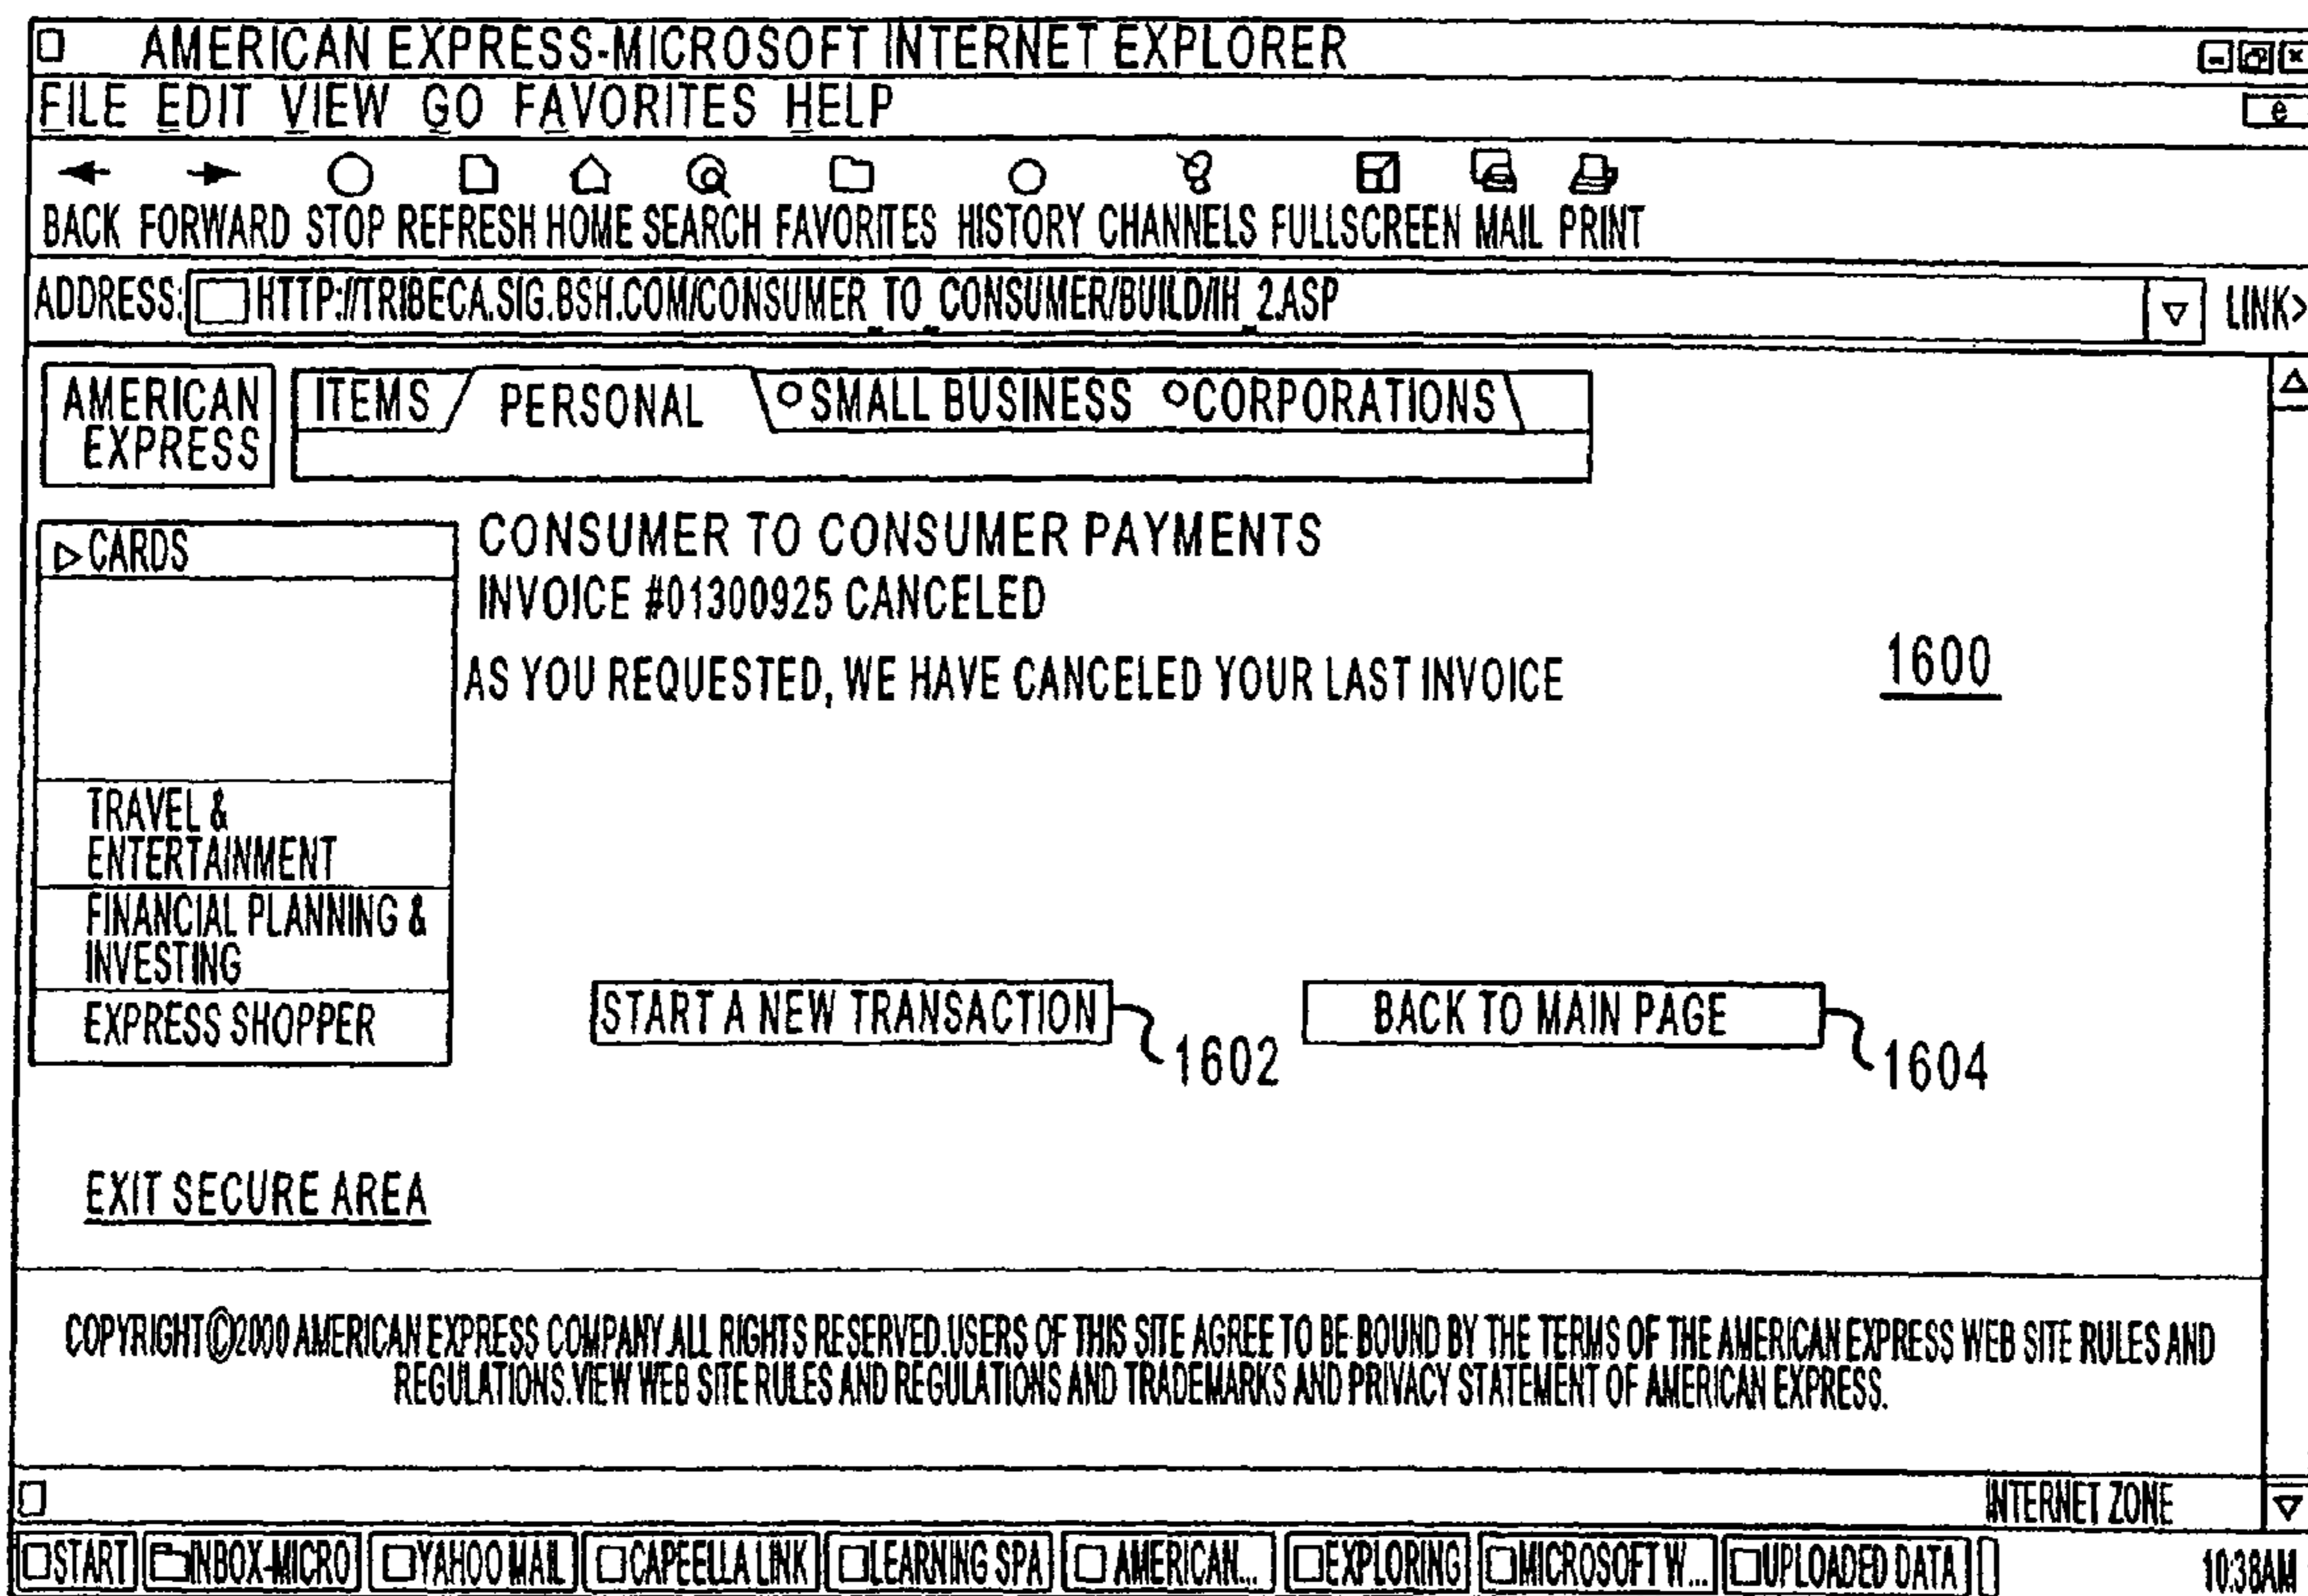 AMERICAN EXPRESS-MICROSOFT INTERNET EXPLORER
FILE EDIT VIEW GO FAVORITES HELP
e
BACK FORWARD STOP REFRESH HOME SEARCH FAVORITES HISTORY CHANNELS FULLSCREEN MAIL PRINT
ADDRESS: HTTP://TRIBECA.SIG.BSH.COM/CONSUMER_TO_CONSUMER/BUILD/IH_2.ASP LINK>
AMERICAN
EXPRESS
ITEMS PERSONAL SMALL BUSINESS CORPORATIONS
CARDS
TRAVEL &
ENTERTAINMENT
FINANCIAL PLANNING &
INVESTING
EXPRESS SHOPPER
EXIT SECURE AREA
CONSUMER TO CONSUMER PAYMENTS
INVOICE #01300925 CANCELED
AS YOU REQUESTED, WE HAVE CANCELED YOUR LAST INVOICE
1600
START A NEW TRANSACTION
1602
BACK TO MAIN PAGE
1604
COPYRIGHT©2000 AMERICAN EXPRESS COMPANY.ALL RIGHTS RESERVED.USERS OF THIS SITE AGREE TO BE BOUND BY THE TERMS OF THE AMERICAN EXPRESS WEB SITE RULES AND
REGULATIONS.VIEW WEB SITE RULES AND REGULATIONS AND TRADEMARKS AND PRIVACY STATEMENT OF AMERICAN EXPRESS.
INTERNET ZONE
START INBOX-MICRO YAHOO MAIL CAPEELLA LINK LEARNING SPA AMERICAN... EXPLORING MICROSOFT W... UPLOADED DATA 10:38AM